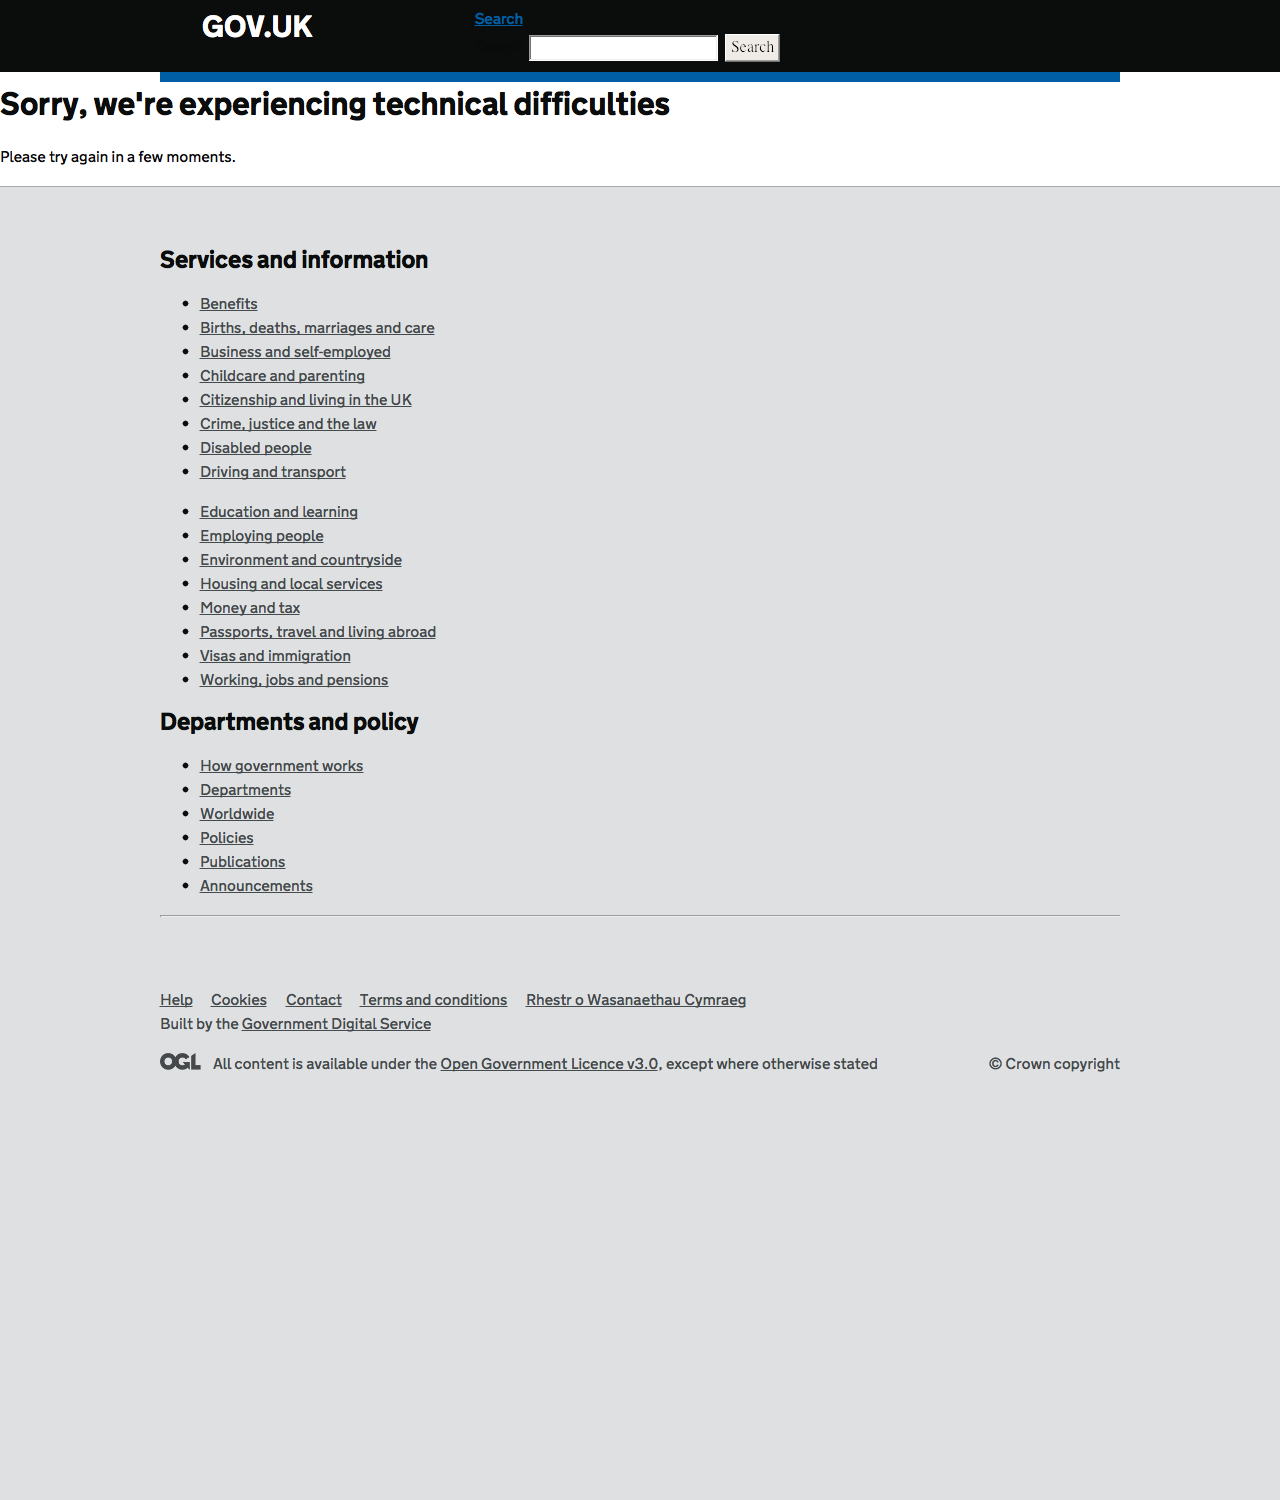 GOV.UK
Search
Search
Sorry, we're experiencing technical difficulties
Please try again in a few moments.
Services and information
Benefits
Births, deaths, marriages and care
Business and self-employed
Childcare and parenting
Citizenship and living in the UK
Crime, justice and the law
Disabled people
Driving and transport
Education and learning
Employing people
Environment and countryside
Housing and local services
Money and tax
Passports, travel and living abroad
Visas and immigration
Working, jobs and pensions
Departments and policy
How government works
Departments
Worldwide
Policies
Publications
Announcements
Help Cookies Contact Terms and conditions Rhestr o Wasanaethau Cymraeg
Built by the Government Digital Service
OGL All content is available under the Open Government Licence v3.0, except where otherwise stated © Crown copyright